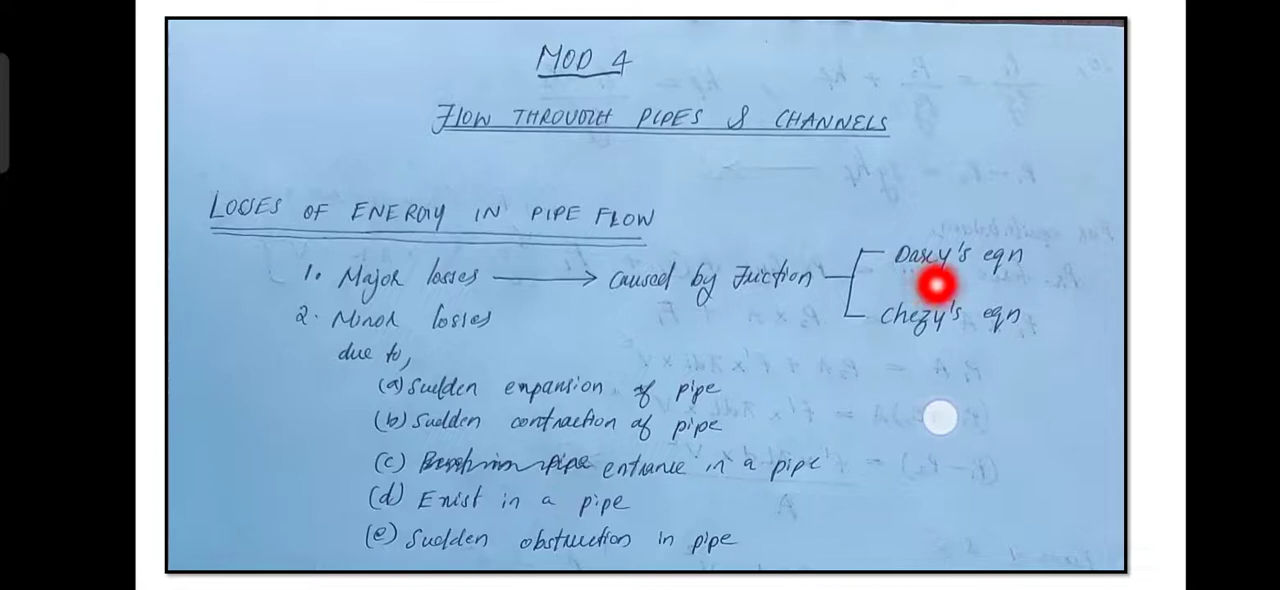 MOD 4
FLOW THROUGH PIPES & CHANNELS
LOSSES OF ENERGY IN PIPE FLOW
1. Major losses → caused by Friction
Darcy's eqn
Chezy's eqn
2. Minor losses
due to,
(a) Sudden expansion of pipe
(b) Sudden contraction of pipe
(c) entrance in a pipe
(d) Exist in a pipe
(e) Sudden obstruction in pipe